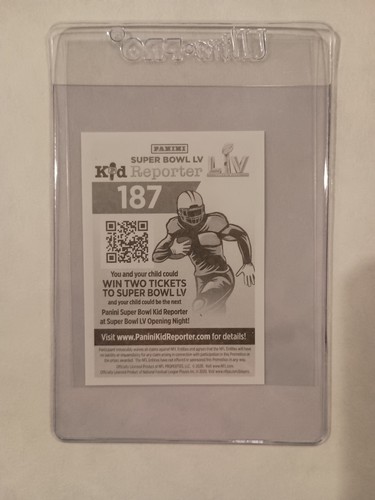 Ultra•PRO®
PANINI
SUPER BOWL LV
Kid Reporter
LV
187
You and your child could
WIN TWO TICKETS
TO SUPER BOWL LV
and your child could be the next
Panini Super Bowl Kid Reporter
at Super Bowl LV Opening Night!
Visit www.PaniniKidReporter.com for details!